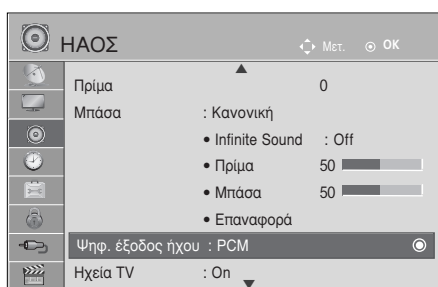 ΗΑΟΣ Μετ. OK
Πρίμα 0
Μπάσα : Κανονική
• Infinite Sound : Off
• Πρίμα 50
• Μπάσα 50
• Επαναφορά
Ψηφ. έξοδος ήχου : PCM
Ηχεία TV : On